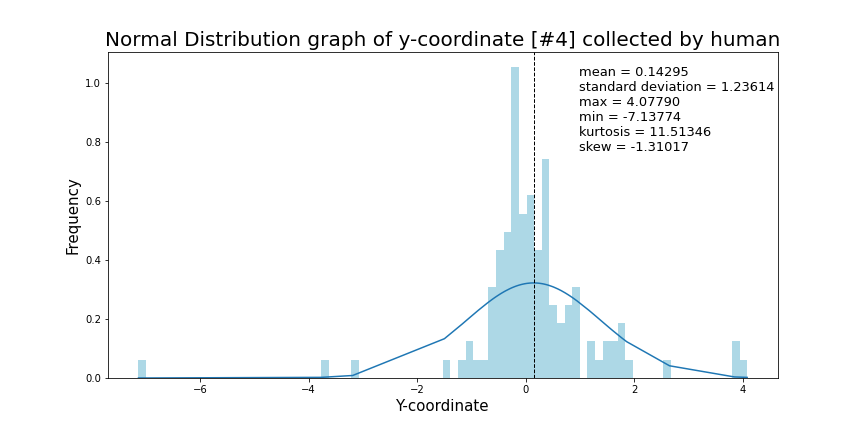 Normal Distribution graph of y-coordinate [#4] collected by human
mean = 0.14295
standard deviation = 1.23614
max = 4.07790
min = -7.13774
kurtosis = 11.51346
skew = -1.31017
Frequency
1.0
0.8
0.6
0.4
0.2
0.0
−6 −4 −2 0 2 4
Y-coordinate